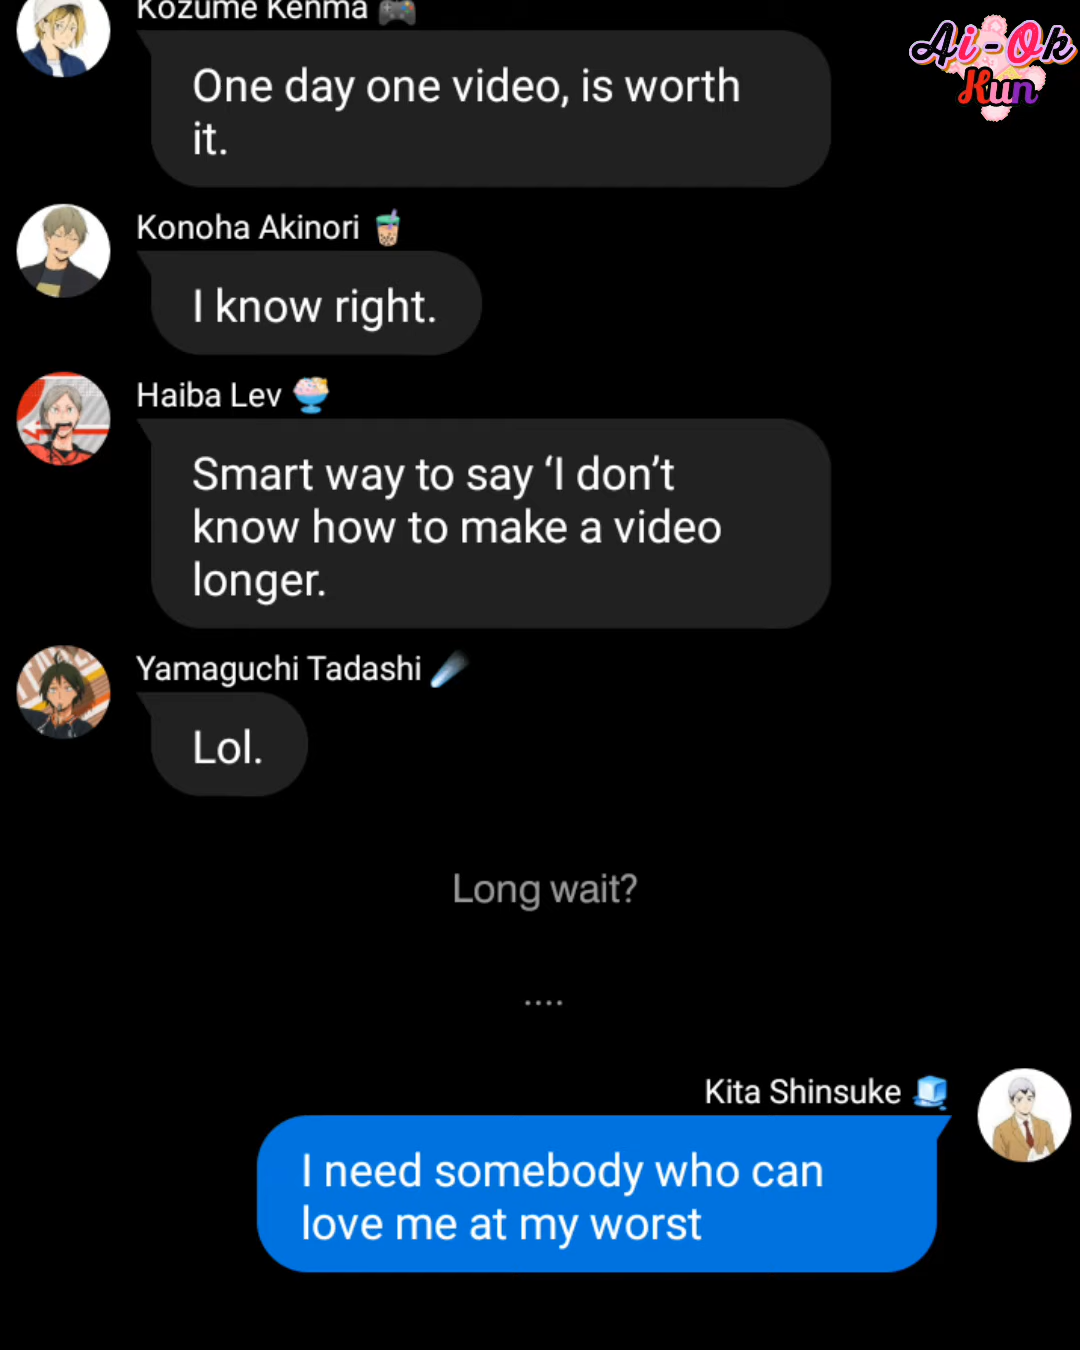 Kozume Kenma 🎮
Ai-Ok
Kun
One day one video, is worth
it.
Konoha Akinori 🧋
I know right.
Haiba Lev 🍧
Smart way to say ‘I don’t
know how to make a video
longer.
Yamaguchi Tadashi ☄️
Lol.
Long wait?
....
Kita Shinsuke 🧊
I need somebody who can
love me at my worst